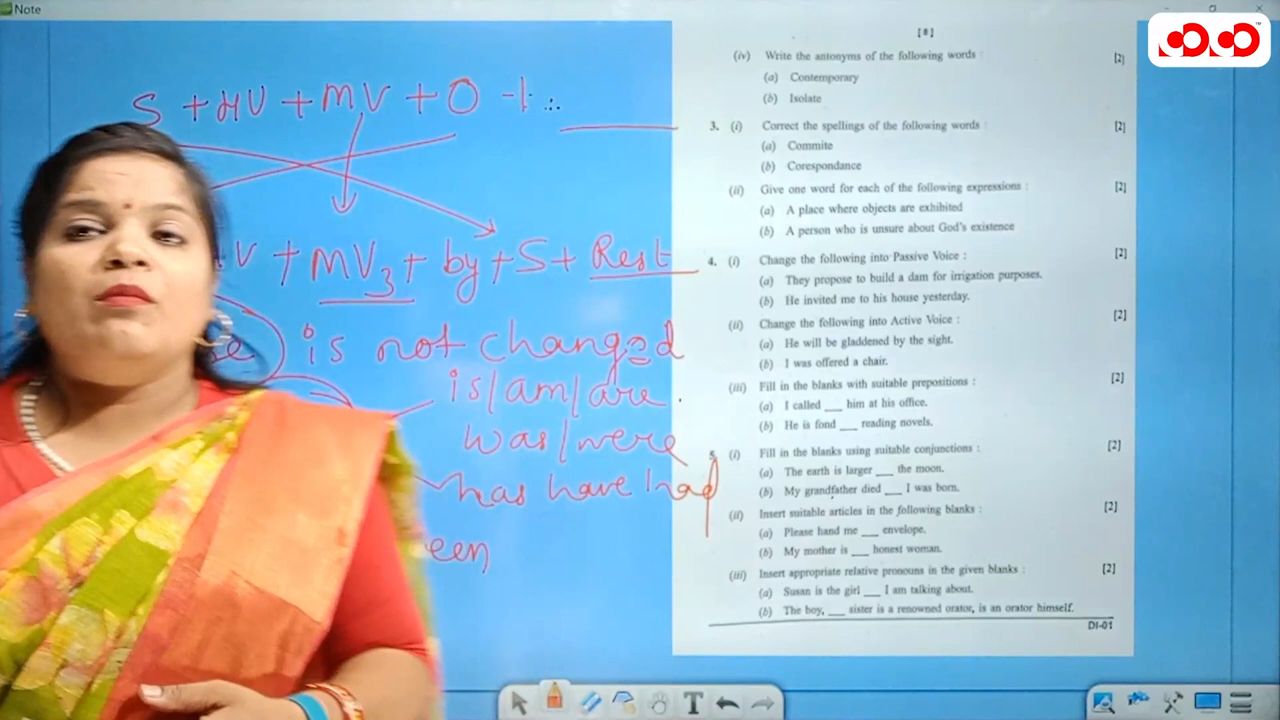 Note
S + HV + MV + O +
V + MV3 + by + S + Rest
is not changed
is/am/are
was/were
has have had
een
[8]
(iv) Write the antonyms of the following words : [2]
(a) Contemporary
(b) Isolate
3. (i) Correct the spellings of the following words : [2]
(a) Commite
(b) Corespondance
(ii) Give one word for each of the following expressions : [2]
(a) A place where objects are exhibited
(b) A person who is unsure about God's existence
4. (i) Change the following into Passive Voice : [2]
(a) They propose to build a dam for irrigation purposes.
(b) He invited me to his house yesterday.
(ii) Change the following into Active Voice : [2]
(a) He will be gladdened by the sight.
(b) I was offered a chair.
(iii) Fill in the blanks with suitable prepositions : [2]
(a) I called ___ him at his office.
(b) He is fond ___ reading novels.
5. (i) Fill in the blanks using suitable conjunctions : [2]
(a) The earth is larger ___ the moon.
(b) My grandfather died ___ I was born.
(ii) Insert suitable articles in the following blanks : [2]
(a) Please hand me ___ envelope.
(b) My mother is ___ honest woman.
(iii) Insert appropriate relative pronouns in the given blanks : [2]
(a) Susan is the girl ___ I am talking about.
(b) The boy, ___ sister is a renowned orator, is an orator himself.
DI-01